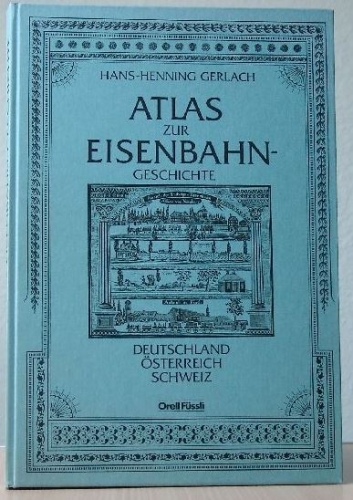 HANS-HENNING GERLACH
ATLAS
ZUR
EISENBAHN-
GESCHICHTE
DEUTSCHLAND
ÖSTERREICH
SCHWEIZ
Orell Füssli